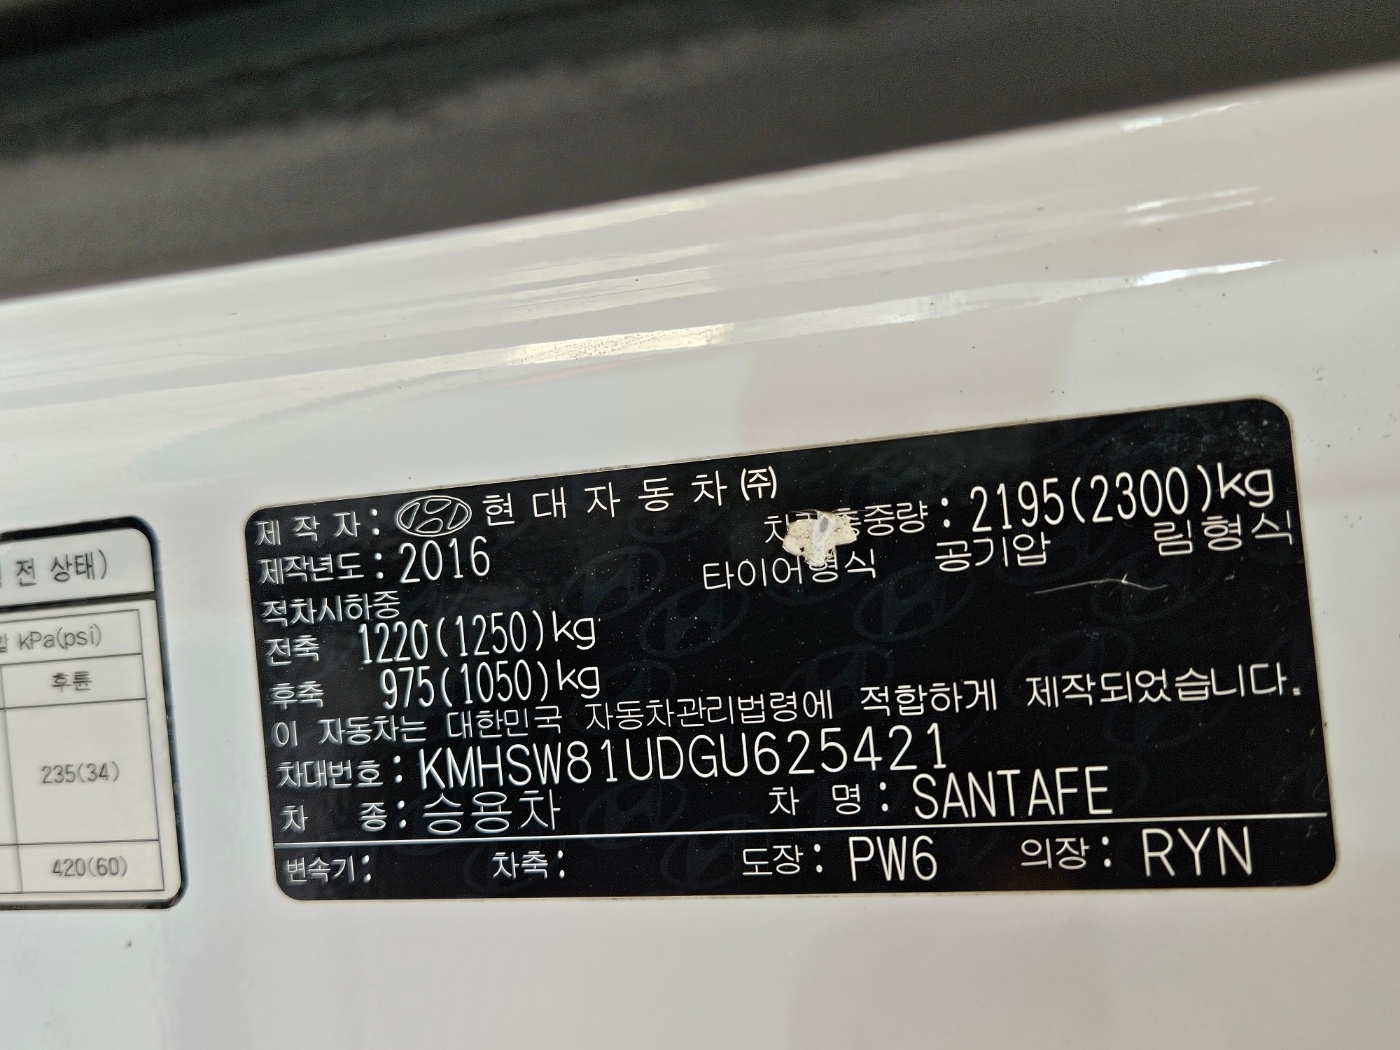 전 상태)
kPa(psi)
후륜
235(34)
420(60)
제 작 자 : 현 대 자 동 차 ㈜
제작년도 : 2016
중량 : 2195(2300)kg
타이어형식 공기압 림형식
적차시하중
전축 1220(1250)kg
후축 975(1050)kg
이 자동차는 대한민국 자동차관리법령에 적합하게 제작되었습니다.
차대번호 : KMHSW81UDGU625421
차 종 : 승용차 차 명 : SANTAFE
변속기 : 차축 : 도장 : PW6 의장 : RYN